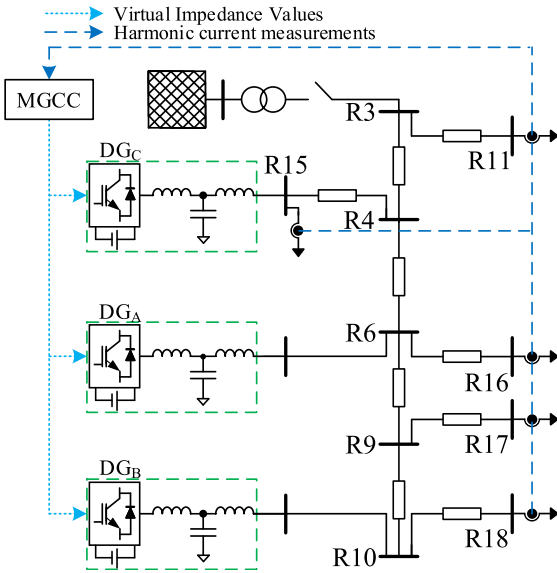 Virtual Impedance Values
Harmonic current measurements
MGCC
R3
R11
DGC
R15
R4
DGA
R6
R16
R9
R17
DGB
R18
R10